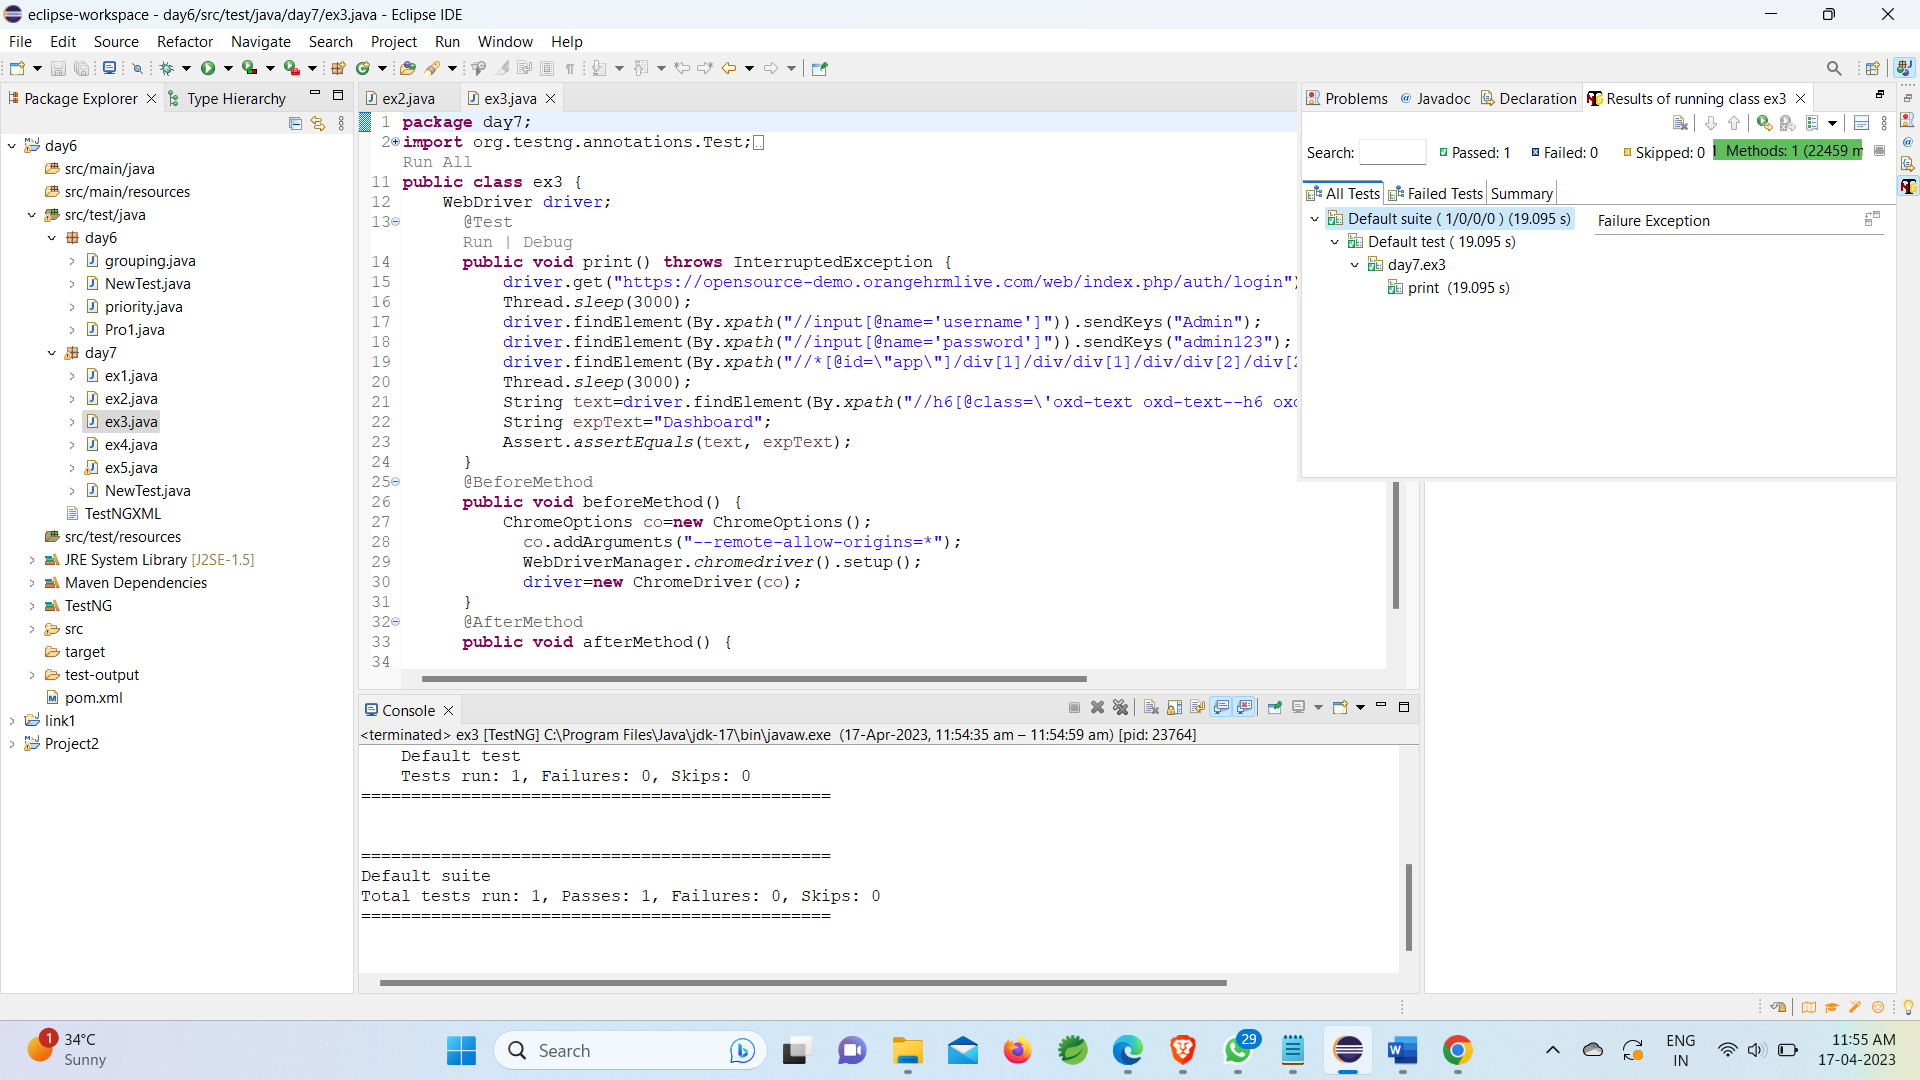 eclipse-workspace - day6/src/test/java/day7/ex3.java - Eclipse IDE
File Edit Source Refactor Navigate Search Project Run Window Help
Package Explorer
Type Hierarchy
day6
src/main/java
src/main/resources
src/test/java
day6
grouping.java
NewTest.java
priority.java
Pro1.java
day7
ex1.java
ex2.java
ex3.java
ex4.java
ex5.java
NewTest.java
TestNGXML
src/test/resources
JRE System Library [J2SE-1.5]
Maven Dependencies
TestNG
src
target
test-output
pom.xml
link1
Project2
ex2.java
ex3.java
1 package day7;
2 import org.testng.annotations.Test;
Run All
11 public class ex3 {
12 WebDriver driver;
13 @Test
Run | Debug
14 public void print() throws InterruptedException {
15 driver.get("https://opensource-demo.orangehrmlive.com/web/index.php/auth/login")
16 Thread.sleep(3000);
17 driver.findElement(By.xpath("//input[@name='username']")).sendKeys("Admin");
18 driver.findElement(By.xpath("//input[@name='password']")).sendKeys("admin123");
19 driver.findElement(By.xpath("//*[@id=\"app\"]/div[1]/div/div[1]/div/div[2]/div[2
20 Thread.sleep(3000);
21 String text=driver.findElement(By.xpath("//h6[@class=\'oxd-text oxd-text--h6 oxd
22 String expText="Dashboard";
23 Assert.assertEquals(text, expText);
24 }
25 @BeforeMethod
26 public void beforeMethod() {
27 ChromeOptions co=new ChromeOptions();
28 co.addArguments("--remote-allow-origins=*");
29 WebDriverManager.chromedriver().setup();
30 driver=new ChromeDriver(co);
31 }
32 @AfterMethod
33 public void afterMethod() {
34
Problems @ Javadoc Declaration Results of running class ex3
Search: Passed: 1 Failed: 0 Skipped: 0 Methods: 1 (22459 m
All Tests Failed Tests Summary
Default suite ( 1/0/0/0 ) (19.095 s)
Default test ( 19.095 s)
day7.ex3
print (19.095 s)
Failure Exception
Console
<terminated> ex3 [TestNG] C:\Program Files\Java\jdk-17\bin\javaw.exe (17-Apr-2023, 11:54:35 am – 11:54:59 am) [pid: 23764]
Default test
Tests run: 1, Failures: 0, Skips: 0
===============================================
===============================================
Default suite
Total tests run: 1, Passes: 1, Failures: 0, Skips: 0
===============================================
1
34°C
Sunny
Search
29
ENG
IN
11:55 AM
17-04-2023